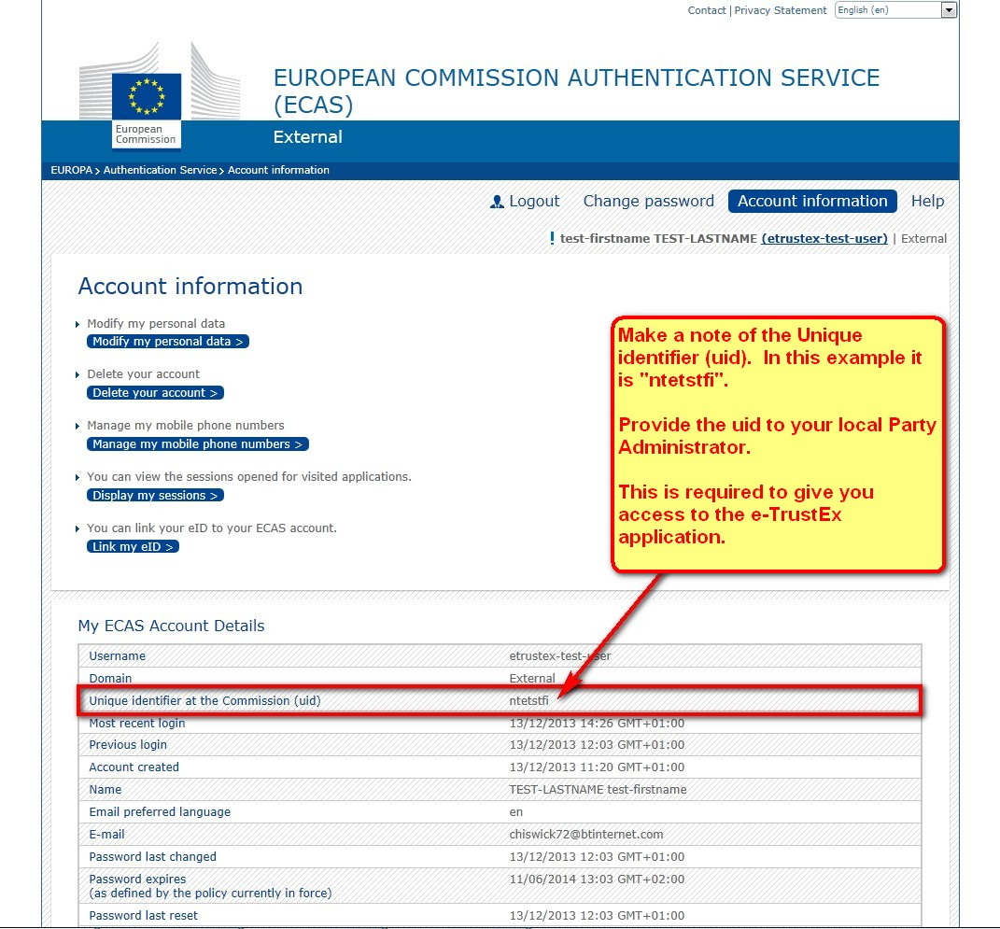 Contact | Privacy Statement English (en)
EUROPEAN COMMISSION AUTHENTICATION SERVICE
(ECAS)
European
Commission
External
EUROPA > Authentication Service > Account information
Logout Change password Account information Help
! test-firstname TEST-LASTNAME (etrustex-test-user) | External
Account information
Modify my personal data
Modify my personal data >
Delete your account
Delete your account >
Manage my mobile phone numbers
Manage my mobile phone numbers >
You can view the sessions opened for visited applications.
Display my sessions >
You can link your eID to your ECAS account.
Link my eID >
Make a note of the Unique
identifier (uid). In this example it
is "ntetstfi".
Provide the uid to your local Party
Administrator.
This is required to give you
access to the e-TrustEx
application.
My ECAS Account Details
Username etrustex-test-user
Domain External
Unique identifier at the Commission (uid) ntetstfi
Most recent login 13/12/2013 14:26 GMT+01:00
Previous login 13/12/2013 12:03 GMT+01:00
Account created 13/12/2013 11:20 GMT+01:00
Name TEST-LASTNAME test-firstname
Email preferred language en
E-mail chiswick72@btinternet.com
Password last changed 13/12/2013 12:03 GMT+01:00
Password expires 11/06/2014 13:03 GMT+02:00
(as defined by the policy currently in force)
Password last reset 13/12/2013 12:03 GMT+01:00